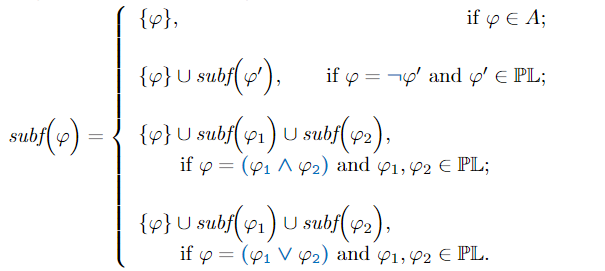 {φ}, if φ ∈ A;
{φ} ∪ subf(φ′), if φ = ¬φ′ and φ′ ∈ ℙ𝕃;
subf(φ) = { {φ} ∪ subf(φ₁) ∪ subf(φ₂),
if φ = (φ₁ ∧ φ₂) and φ₁, φ₂ ∈ ℙ𝕃;
{φ} ∪ subf(φ₁) ∪ subf(φ₂),
if φ = (φ₁ ∨ φ₂) and φ₁, φ₂ ∈ ℙ𝕃.